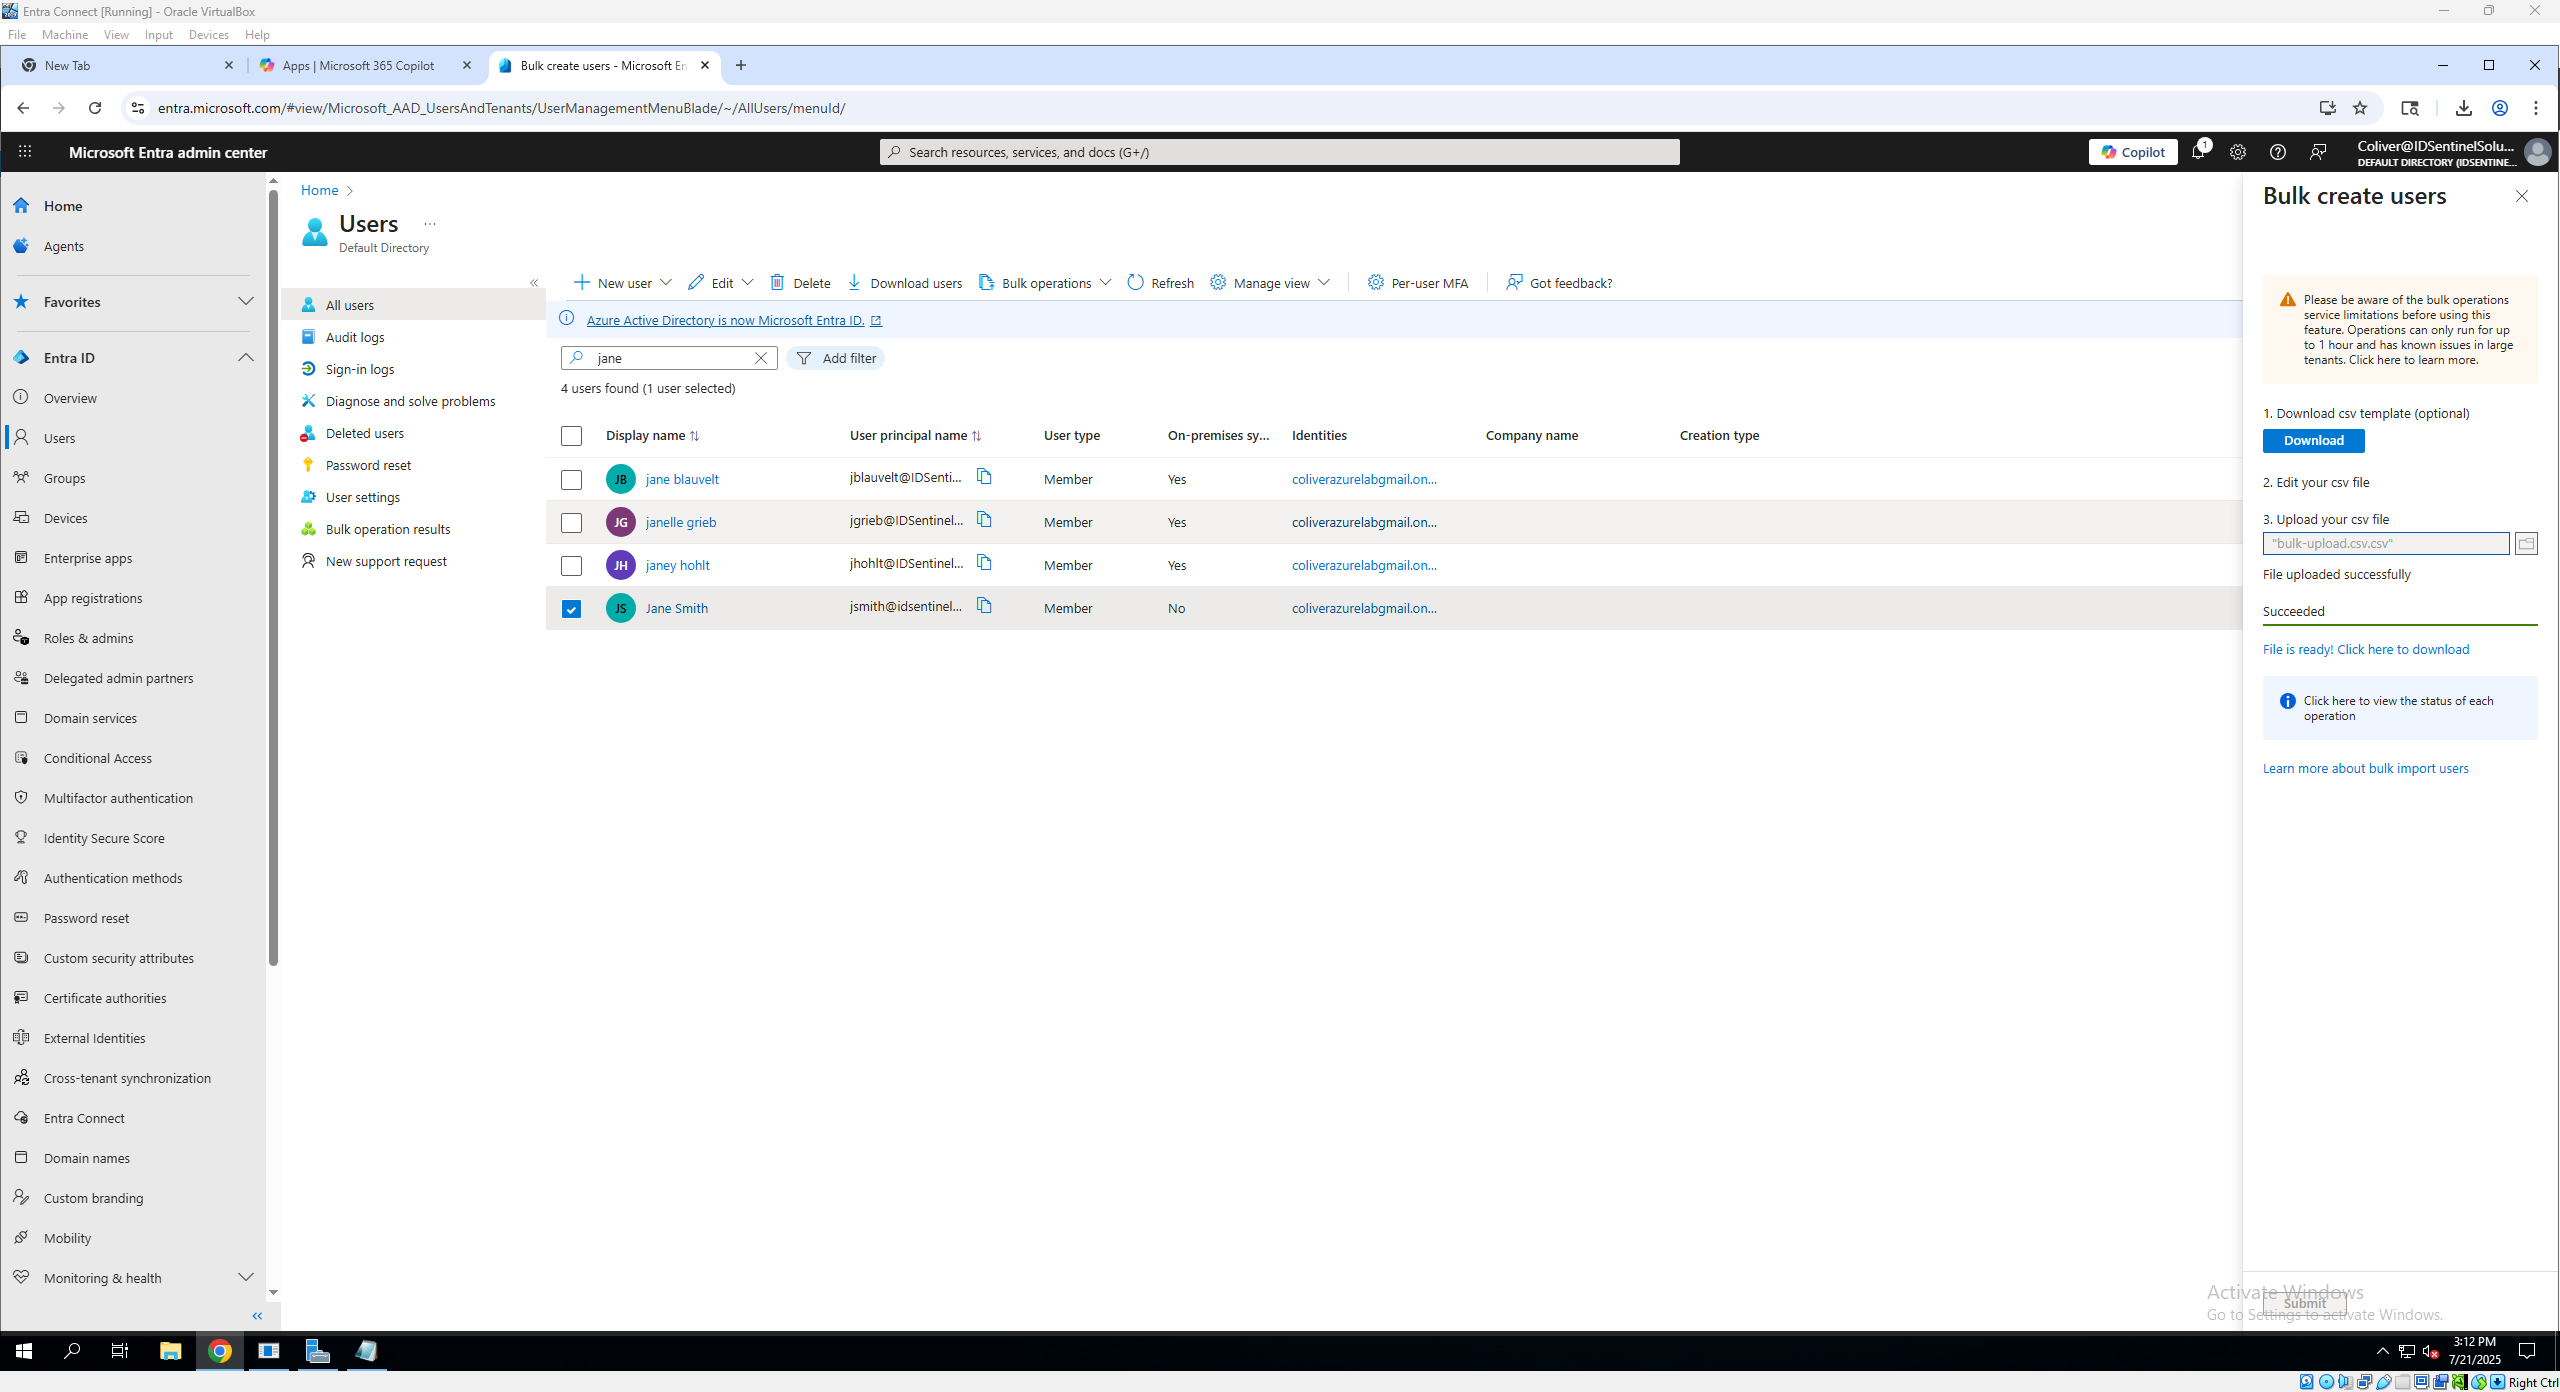 Entra Connect [Running] - Oracle VirtualBox
File Machine View Input Devices Help
New Tab
Apps | Microsoft 365 Copilot
Bulk create users - Microsoft En
entra.microsoft.com/#view/Microsoft_AAD_UsersAndTenants/UserManagementMenuBlade/~/AllUsers/menuId/
Microsoft Entra admin center
Search resources, services, and docs (G+/)
Copilot
1
Coliver@IDSentinelSolu...
DEFAULT DIRECTORY (IDSENTINE...
Home
Agents
Favorites
Entra ID
Overview
Users
Groups
Devices
Enterprise apps
App registrations
Roles & admins
Delegated admin partners
Domain services
Conditional Access
Multifactor authentication
Identity Secure Score
Authentication methods
Password reset
Custom security attributes
Certificate authorities
External Identities
Cross-tenant synchronization
Entra Connect
Domain names
Custom branding
Mobility
Monitoring & health
Home
Users ...
Default Directory
All users
Audit logs
Sign-in logs
Diagnose and solve problems
Deleted users
Password reset
User settings
Bulk operation results
New support request
New user Edit Delete Download users Bulk operations Refresh Manage view Per-user MFA Got feedback?
Azure Active Directory is now Microsoft Entra ID.
jane Add filter
4 users found (1 user selected)
Display name User principal name User type On-premises sy... Identities Company name Creation type
JB jane blauvelt jblauvelt@IDSenti... Member Yes coliverazurelabgmail.on...
JG janelle grieb jgrieb@IDSentinel... Member Yes coliverazurelabgmail.on...
JH janey hohlt jhohlt@IDSentinel... Member Yes coliverazurelabgmail.on...
JS Jane Smith jsmith@idsentinel... Member No coliverazurelabgmail.on...
Bulk create users
Please be aware of the bulk operations
service limitations before using this
feature. Operations can only run for up
to 1 hour and has known issues in large
tenants. Click here to learn more.
1. Download csv template (optional)
Download
2. Edit your csv file
3. Upload your csv file
"bulk-upload.csv.csv"
File uploaded successfully
Succeeded
File is ready! Click here to download
Click here to view the status of each
operation
Learn more about bulk import users
Activate Windows
Submit
Go to Settings to activate Windows.
3:12 PM
7/21/2025
Right Ctrl